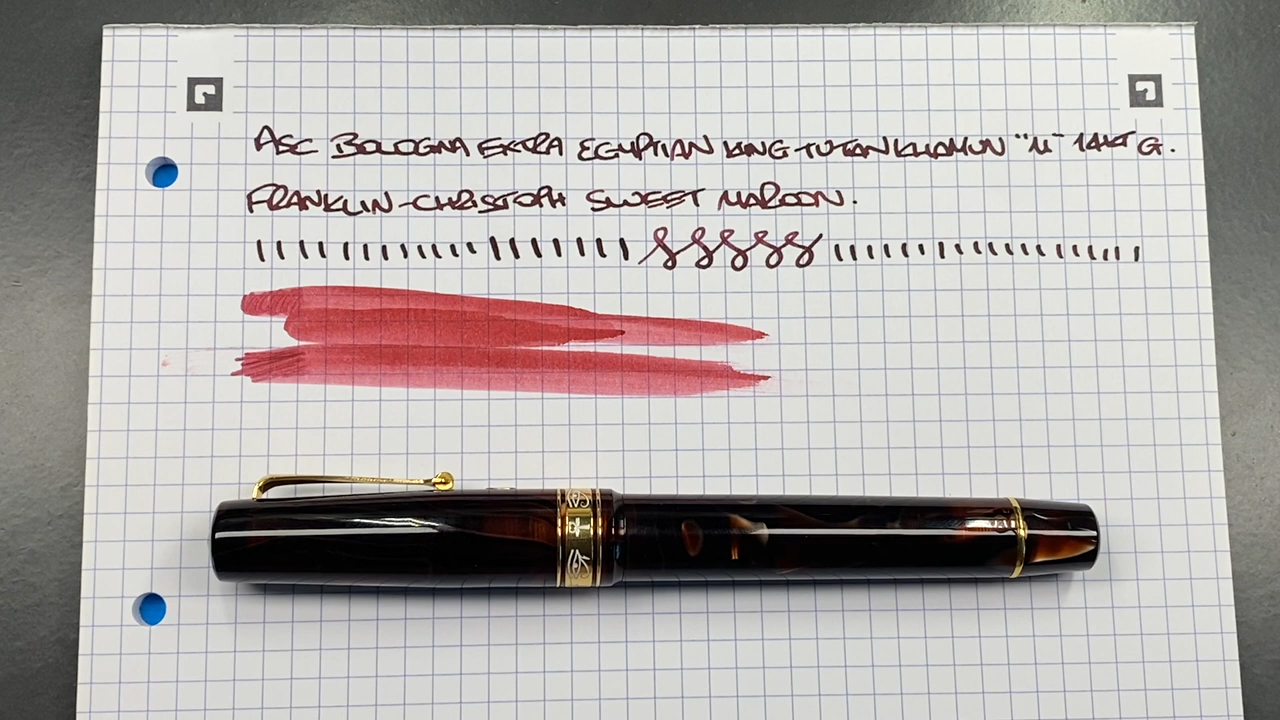 ASC BOLOGNA EXTRA EGYPTIAN KING TUTANKHAMUN "M" 14KT G.
FRANKLIN-CHRISTOPH SWEET MAROON.